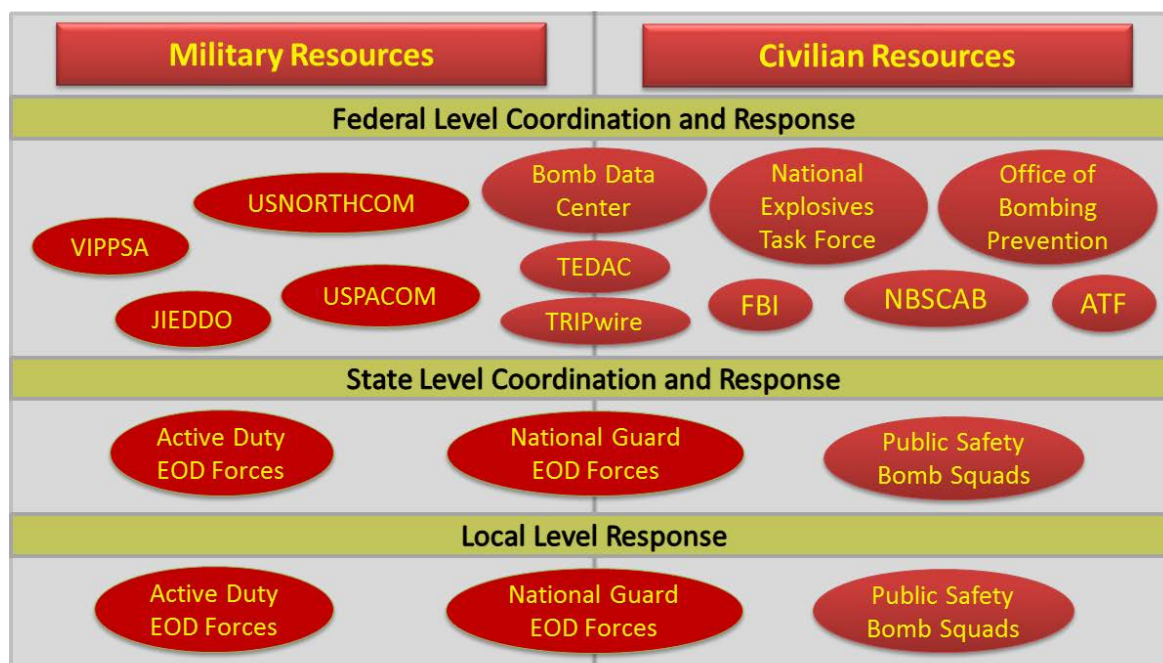 Military Resources
Civilian Resources
Federal Level Coordination and Response
VIPPSA
USNORTHCOM
JIEDDO
USPACOM
Bomb Data
Center
TEDAC
TRIPwire
National
Explosives
Task Force
Office of
Bombing
Prevention
FBI
NBSCAB
ATF
State Level Coordination and Response
Active Duty
EOD Forces
National Guard
EOD Forces
Public Safety
Bomb Squads
Local Level Response
Active Duty
EOD Forces
National Guard
EOD Forces
Public Safety
Bomb Squads